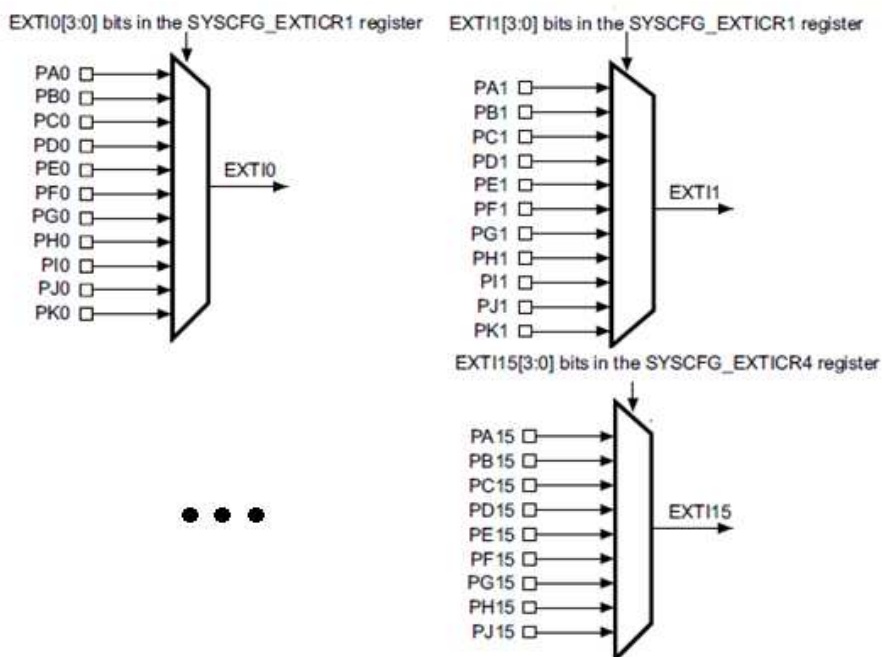 EXTI0[3:0] bits in the SYSCFG_EXTICR1 register
PA0
PB0
PC0
PD0
PE0
PF0
PG0
PH0
PI0
PJ0
PK0
EXTI0
EXTI1[3:0] bits in the SYSCFG_EXTICR1 register
PA1
PB1
PC1
PD1
PE1
PF1
PG1
PH1
PI1
PJ1
PK1
EXTI1
EXTI15[3:0] bits in the SYSCFG_EXTICR4 register
PA15
PB15
PC15
PD15
PE15
PF15
PG15
PH15
PJ15
EXTI15